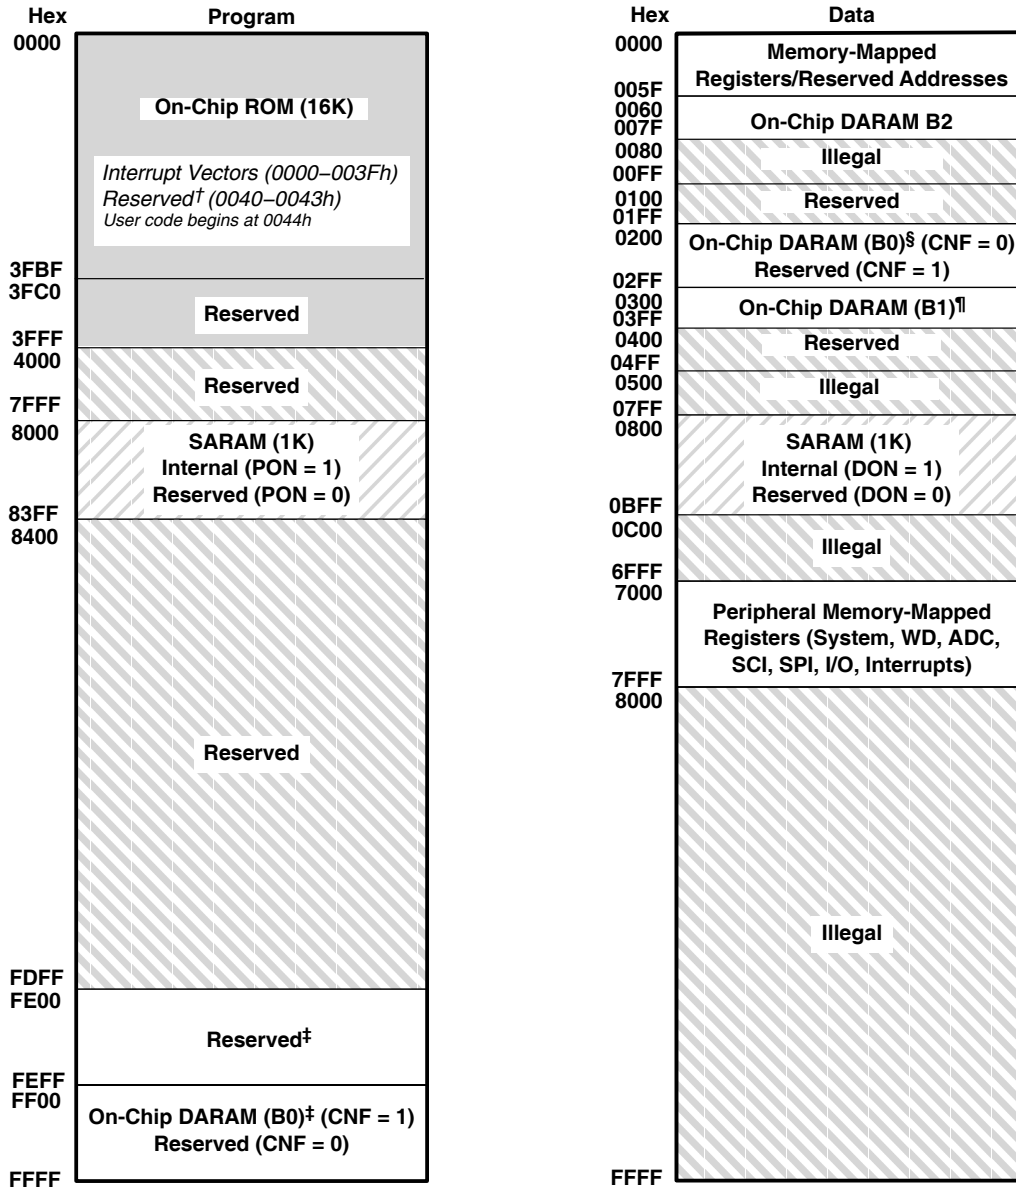 Hex
Program
0000
On-Chip ROM (16K)
Interrupt Vectors (0000–003Fh)
Reserved† (0040–0043h)
User code begins at 0044h
3FBF
3FC0
Reserved
3FFF
4000
Reserved
7FFF
8000
SARAM (1K)
Internal (PON = 1)
Reserved (PON = 0)
83FF
8400
Reserved
FDFF
FE00
Reserved‡
FEFF
FF00
On-Chip DARAM (B0)‡ (CNF = 1)
Reserved (CNF = 0)
FFFF
Hex
Data
0000
Memory-Mapped
Registers/Reserved Addresses
005F
0060
On-Chip DARAM B2
007F
0080
Illegal
00FF
0100
Reserved
01FF
0200
On-Chip DARAM (B0)§ (CNF = 0)
Reserved (CNF = 1)
02FF
0300
On-Chip DARAM (B1)¶
03FF
0400
Reserved
04FF
0500
Illegal
07FF
0800
SARAM (1K)
Internal (DON = 1)
Reserved (DON = 0)
0BFF
0C00
Illegal
6FFF
7000
Peripheral Memory-Mapped
Registers (System, WD, ADC,
SCI, SPI, I/O, Interrupts)
7FFF
8000
Illegal
FFFF